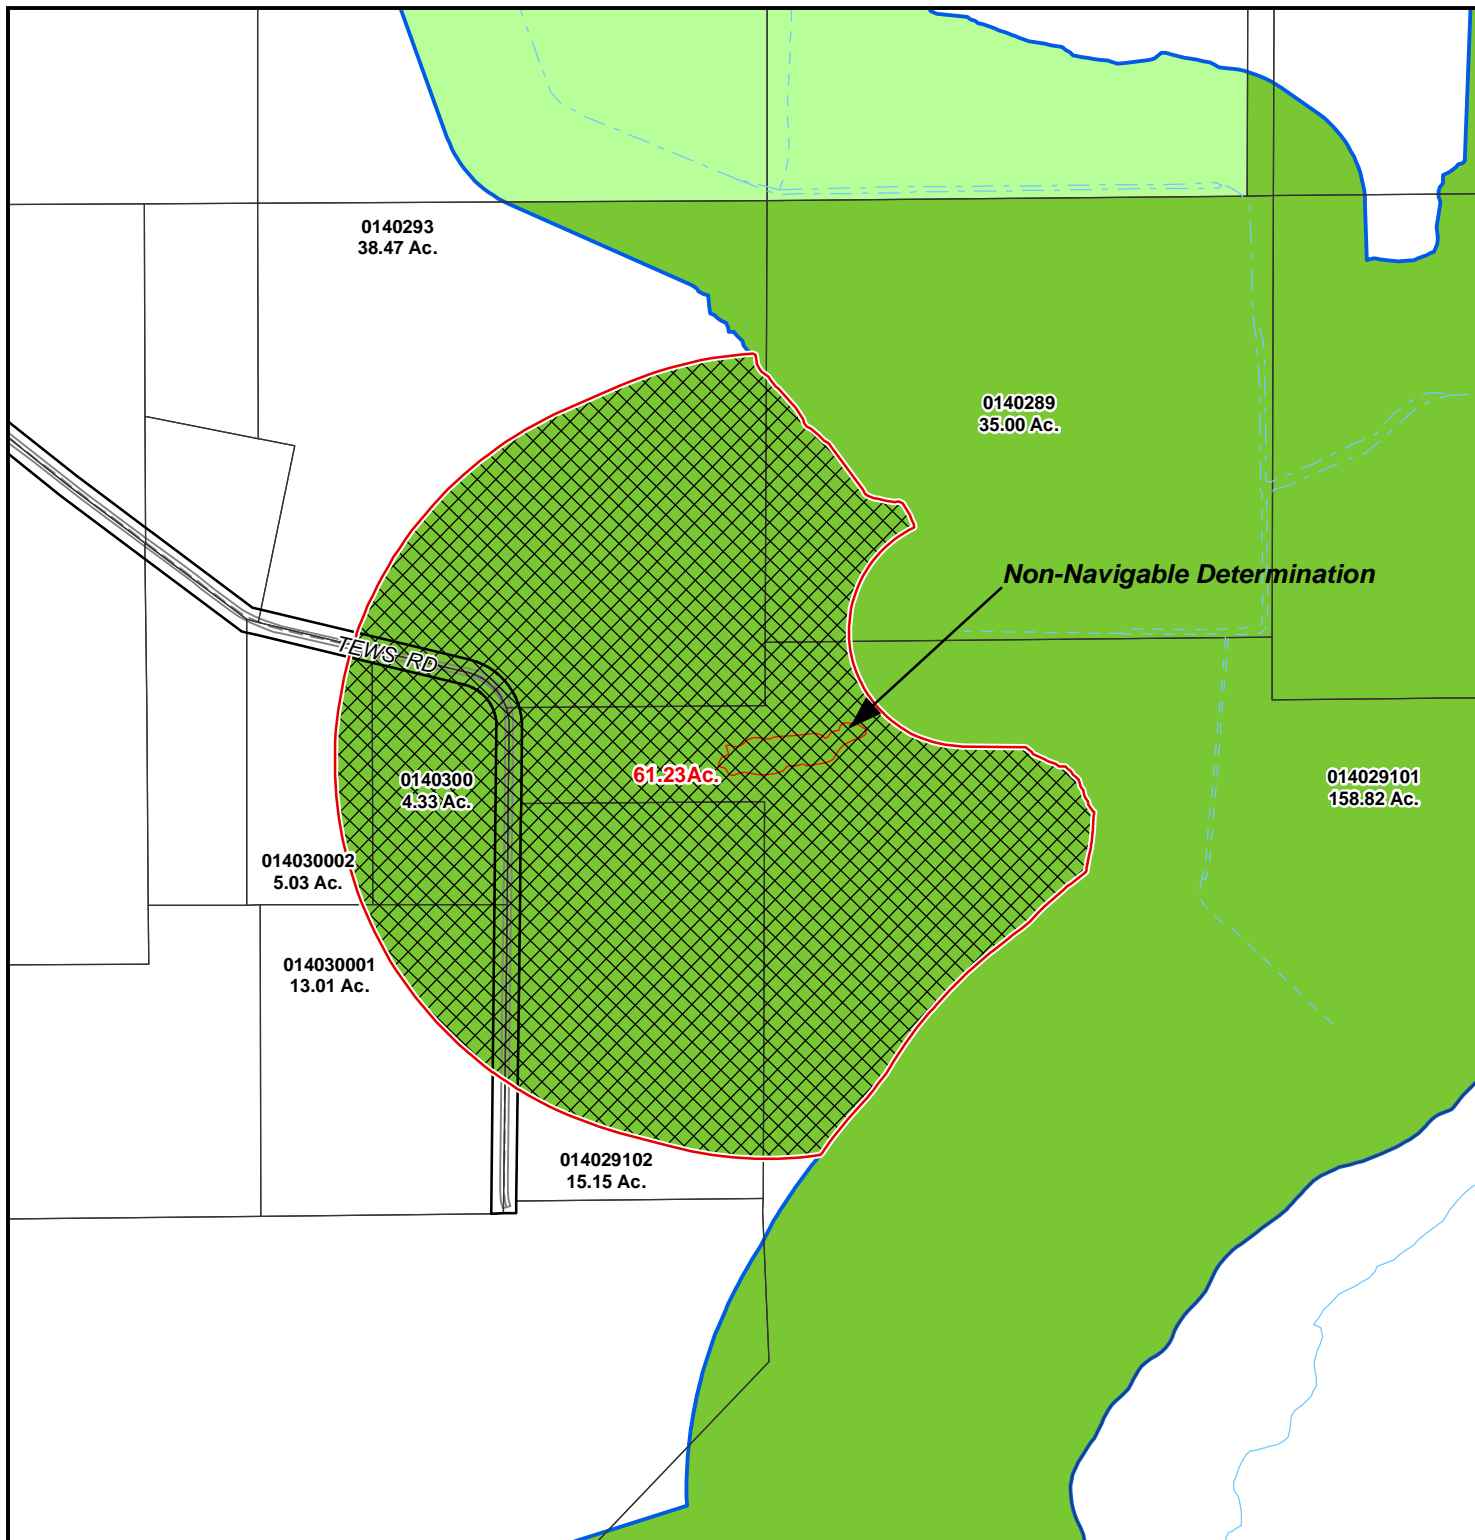 0140293
38.47 Ac.
0140289
35.00 Ac.
Non-Navigable Determination
TEWS RD
0140300
4.33 Ac.
61.23Ac.
014029101
158.82 Ac.
014030002
5.03 Ac.
014030001
13.01 Ac.
014029102
15.15 Ac.